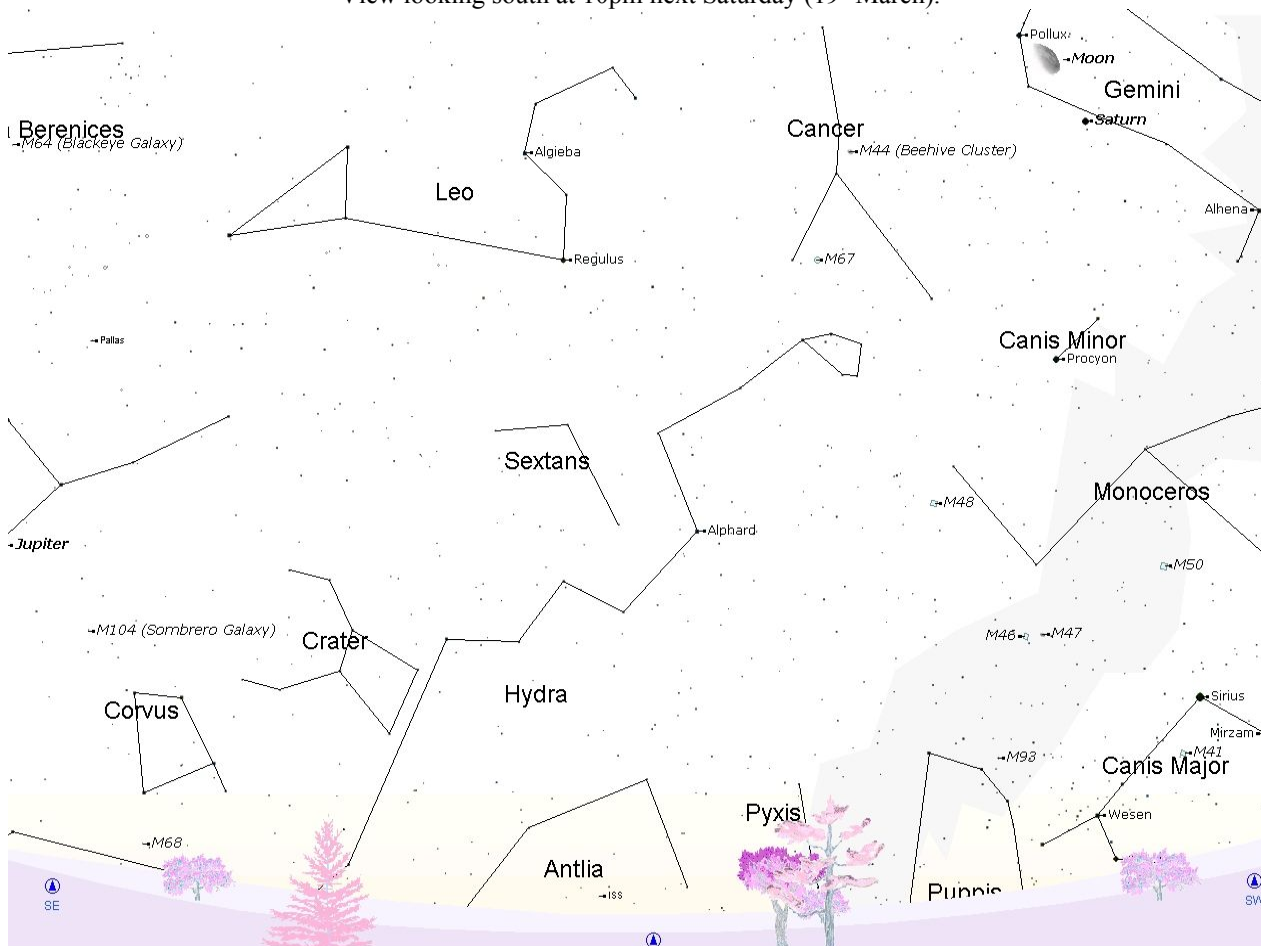 View looking south at 10pm next Saturday (19 March).
Pollux
Moon
Gemini
Berenices
M64 (Blackeye Galaxy)
Cancer
Saturn
Algieba
M44 (Beehive Cluster)
Leo
Alhena
Regulus
M67
Pallas
Canis Minor
Procyon
Sextans
Monoceros
M48
Alphard
Jupiter
M50
M104 (Sombrero Galaxy)
Crater
M46
M47
Hydra
Sirius
Corvus
Mirzam
M93
M41
Canis Major
Pyxis
Wesen
M68
Antlia
Puppis
ISS
SE
SW